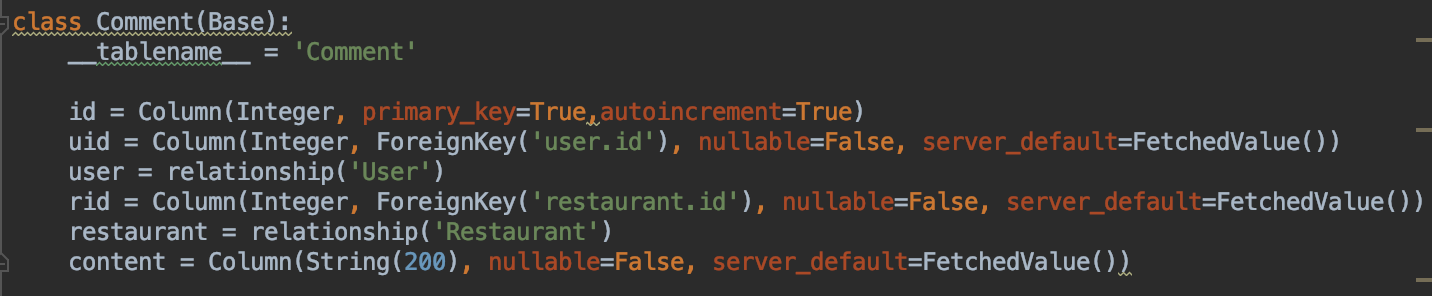 class Comment(Base):
    __tablename__ = 'Comment'

    id = Column(Integer, primary_key=True,autoincrement=True)
    uid = Column(Integer, ForeignKey('user.id'), nullable=False, server_default=FetchedValue())
    user = relationship('User')
    rid = Column(Integer, ForeignKey('restaurant.id'), nullable=False, server_default=FetchedValue())
    restaurant = relationship('Restaurant')
    content = Column(String(200), nullable=False, server_default=FetchedValue())